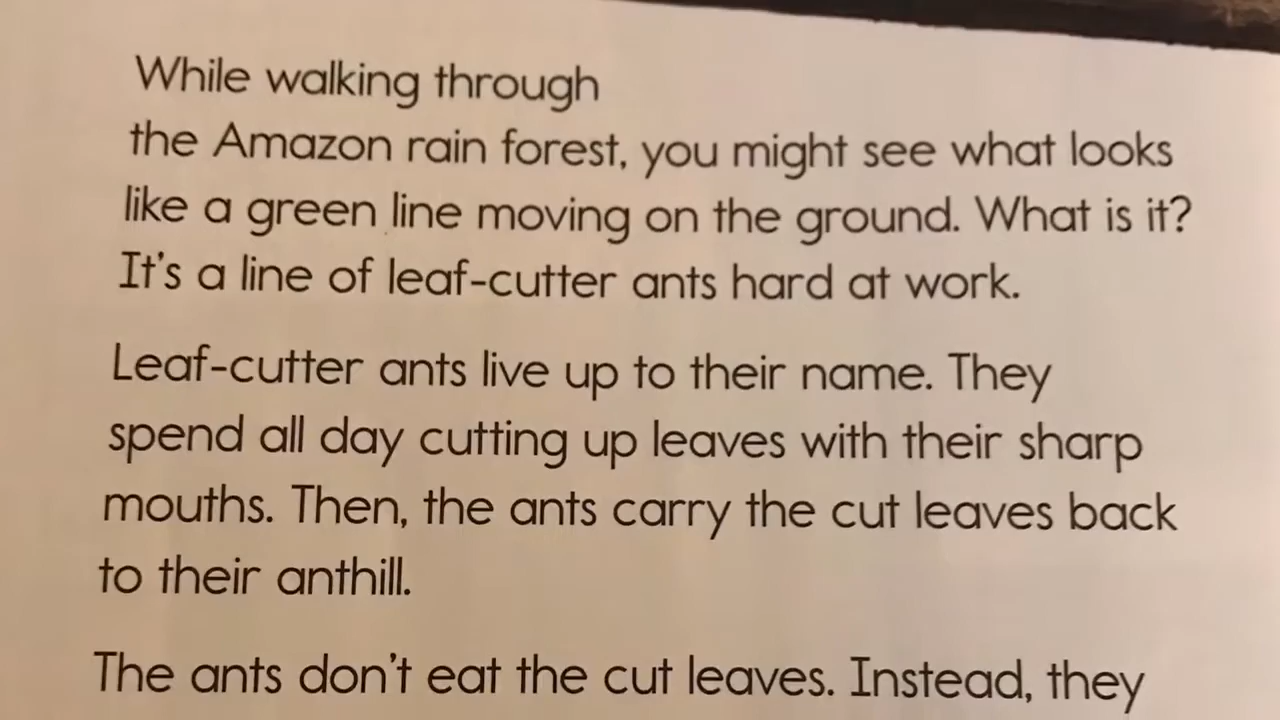 While walking through
the Amazon rain forest, you might see what looks
like a green line moving on the ground. What is it?
It's a line of leaf-cutter ants hard at work.
Leaf-cutter ants live up to their name. They
spend all day cutting up leaves with their sharp
mouths. Then, the ants carry the cut leaves back
to their anthill.
The ants don't eat the cut leaves. Instead, they